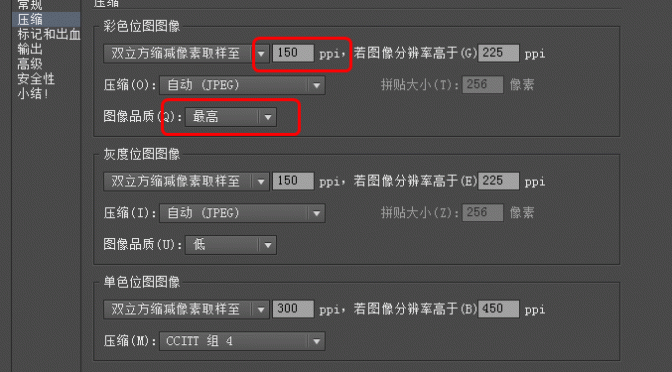 常规
压缩
标记和出血
输出
高级
安全性
小结!
压缩
彩色位图图像
双立方缩减像素取样至 150 ppi，若图像分辨率高于(G) 225 ppi
压缩(O): 自动 (JPEG) 拼贴大小(T): 256 像素
图像品质(Q): 最高
灰度位图图像
双立方缩减像素取样至 150 ppi，若图像分辨率高于(E) 225 ppi
压缩(I): 自动 (JPEG) 拼贴大小(Z): 256 像素
图像品质(U): 低
单色位图图像
双立方缩减像素取样至 300 ppi，若图像分辨率高于(B) 450 ppi
压缩(M): CCITT 组 4